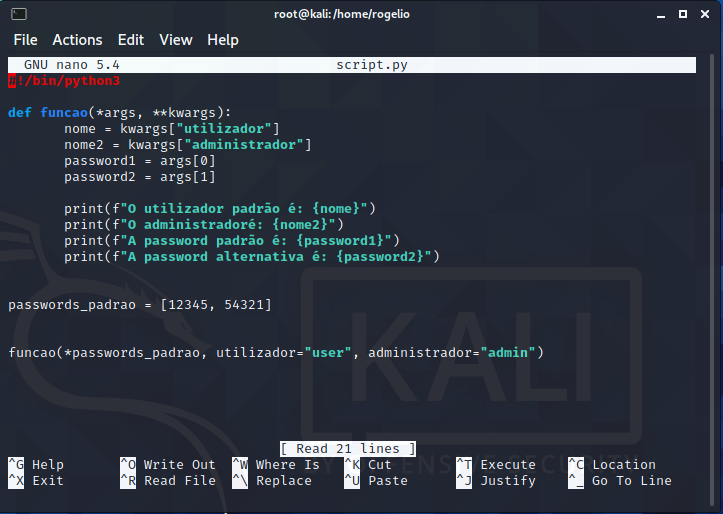 root@kali:/home/rogelio
File Actions Edit View Help
GNU nano 5.4 script.py
#!/bin/python3
def funcao(*args, **kwargs):
nome = kwargs["utilizador"]
nome2 = kwargs["administrador"]
password1 = args[0]
password2 = args[1]
print(f"O utilizador padrão é: {nome}")
print(f"O administradoré: {nome2}")
print(f"A password padrão é: {password1}")
print(f"A password alternativa é: {password2}")
passwords_padrao = [12345, 54321]
funcao(*passwords_padrao, utilizador="user", administrador="admin")
KALI
BY OFFENSIVE SECURITY
[ Read 21 lines ]
^G Help ^O Write Out ^W Where Is ^K Cut ^T Execute ^C Location
^X Exit ^R Read File ^\ Replace ^U Paste ^J Justify ^_ Go To Line